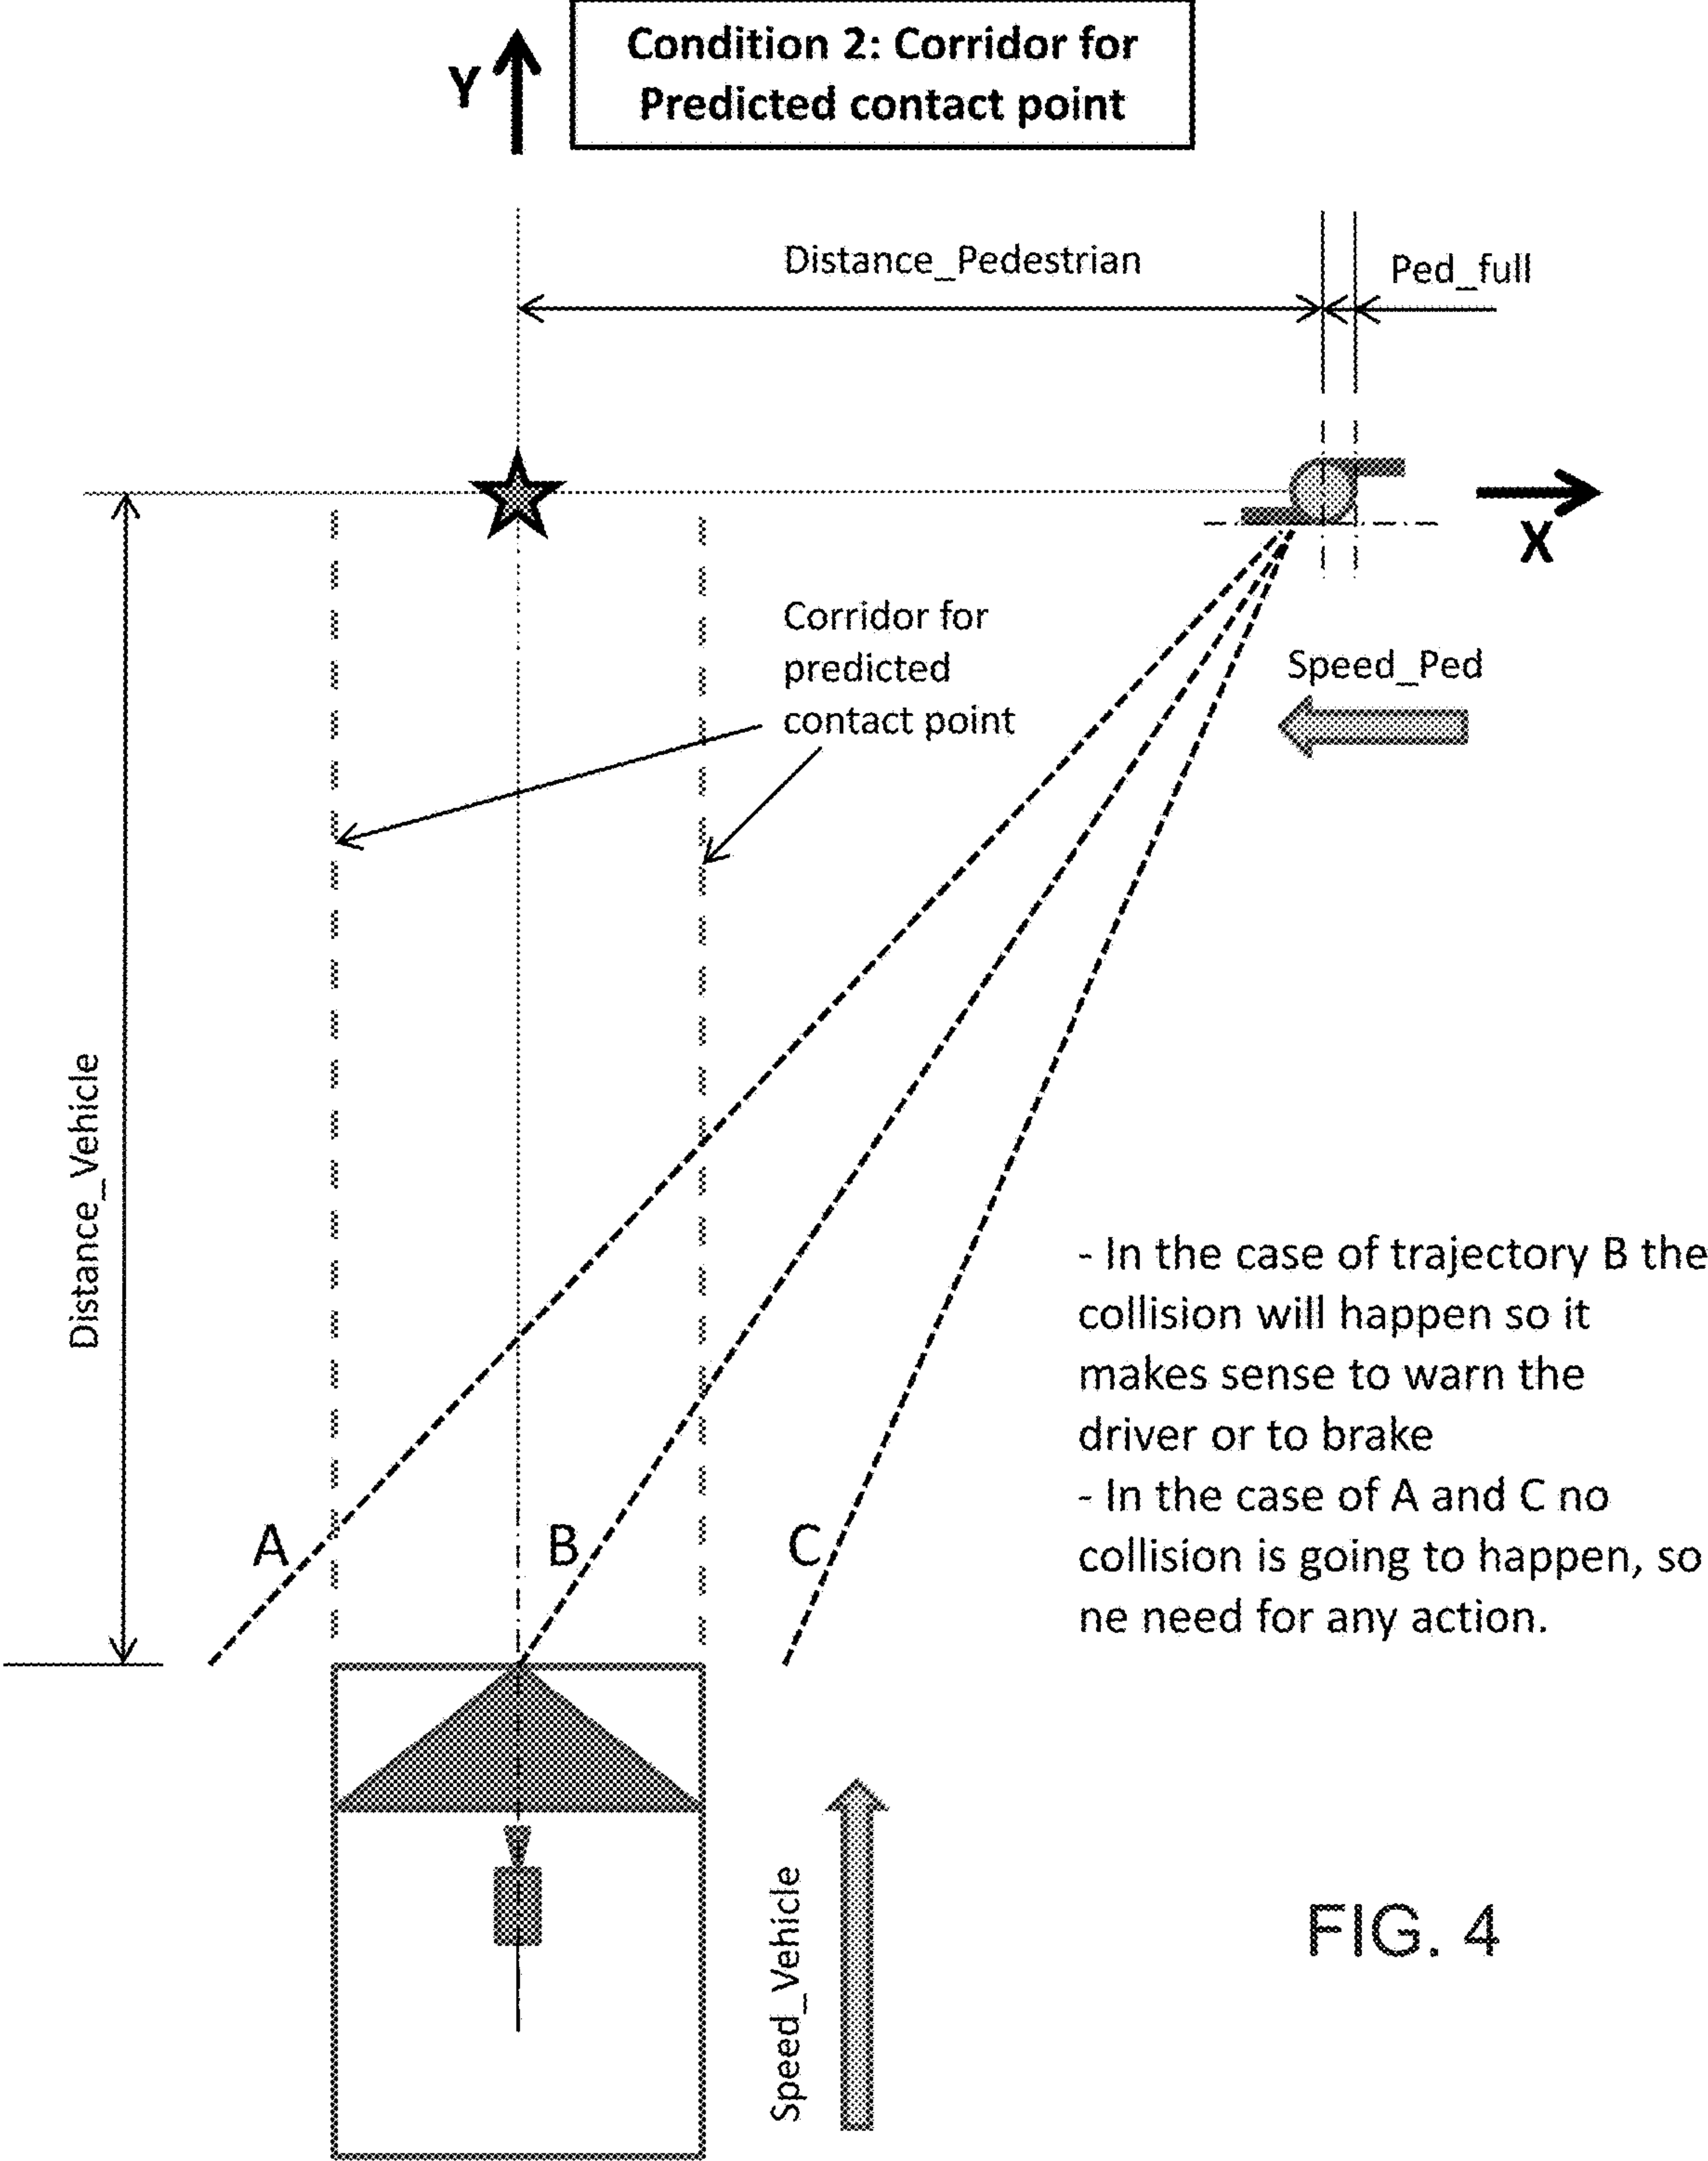 Condition 2: Corridor for
Predicted contact point
Y
Distance_Pedestrian
Ped_full
X
Corridor for
predicted
contact point
Speed_Ped
Distance_Vehicle
- In the case of trajectory B the
collision will happen so it
makes sense to warn the
driver or to brake
- In the case of A and C no
collision is going to happen, so
ne need for any action.
A
B
C
Speed_Vehicle
FIG. 4